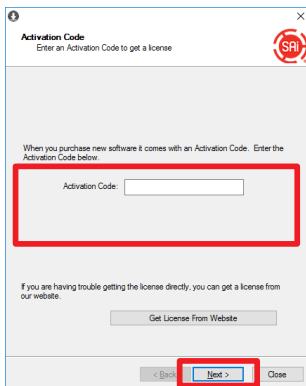 Activation Code
Enter an Activation Code to get a license
SAi
When you purchase new software it comes with an Activation Code. Enter the
Activation Code below.
Activation Code:
If you are having trouble getting the license directly, you can get a license from
our website.
Get License From Website
< Back
Next >
Close